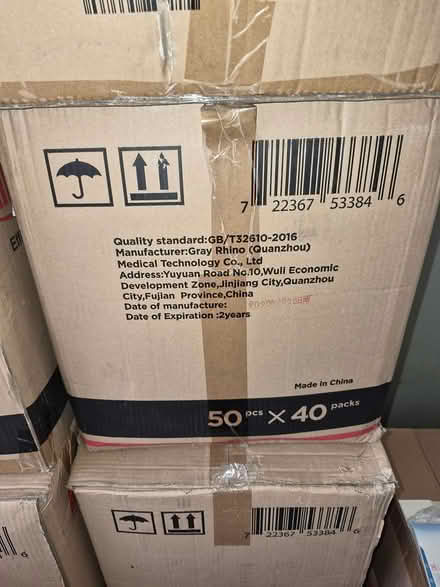 7 22367 53384 6
Quality standard:GB/T32610-2016
Manufacturer:Gray Rhino (Quanzhou)
Medical Technology Co., Ltd
Address:Yuyuan Road No.10,Wuli Economic
Development Zone,Jinjiang City,Quanzhou
City,Fujian Province,China
Date of manufacture:
Date of Expiration :2years
Made in China
50 pcs X 40 packs
7 22367 53384 6
6